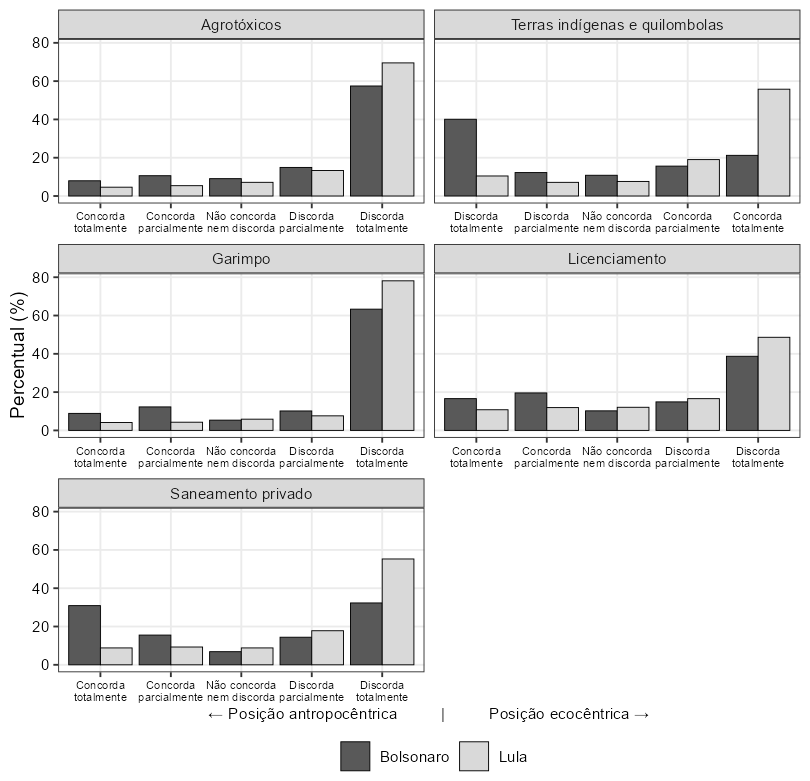 Agrotóxicos
Terras indígenas e quilombolas
80
60
40
20
0
Concorda totalmente
Concorda parcialmente
Não concorda nem discorda
Discorda parcialmente
Discorda totalmente
Discorda totalmente
Discorda parcialmente
Não concorda nem discorda
Concorda parcialmente
Concorda totalmente
Garimpo
Licenciamento
Percentual (%)
80
60
40
20
0
Concorda totalmente
Concorda parcialmente
Não concorda nem discorda
Discorda parcialmente
Discorda totalmente
Concorda totalmente
Concorda parcialmente
Não concorda nem discorda
Discorda parcialmente
Discorda totalmente
Saneamento privado
80
60
40
20
0
Concorda totalmente
Concorda parcialmente
Não concorda nem discorda
Discorda parcialmente
Discorda totalmente
← Posição antropocêntrica | Posição ecocêntrica →
Bolsonaro Lula